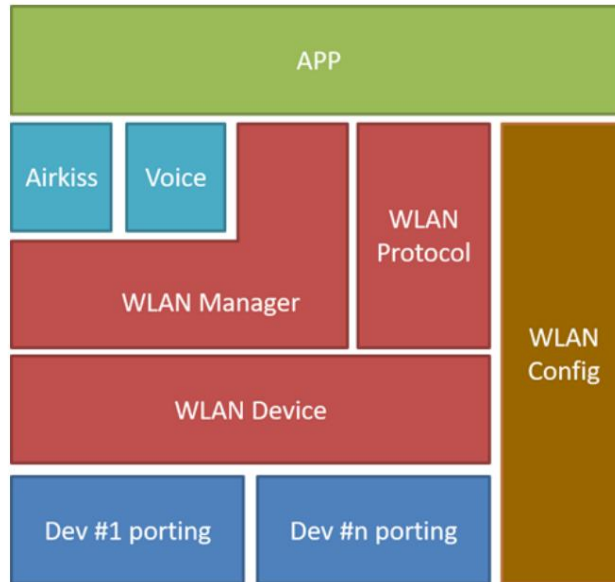 APP
Airkiss
Voice
WLAN
Protocol
WLAN Manager
WLAN
Config
WLAN Device
Dev #1 porting
Dev #n porting